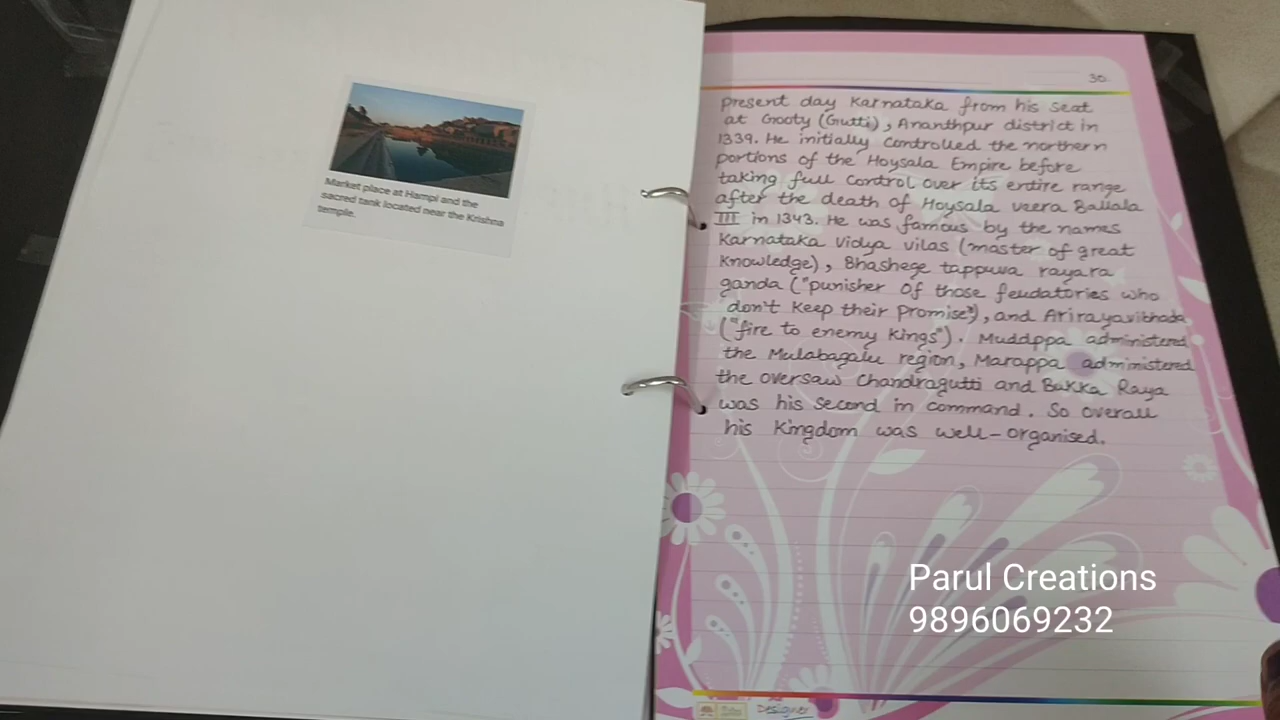 Market place at Hampi and the
sacred tank located near the Krishna
temple.
30.
present day Karnataka from his seat
at Gooty (Gutti), Ananthpur district in
1339. He initially controlled the northern
portions of the Hoysala Empire before
taking full control over its entire range
after the death of Hoysala veera Ballala
III in 1343. He was famous by the names
Karnataka Vidya vilas (master of great
knowledge), Bhashege tappuva rayara
ganda ("punisher of those feudatories who
don't keep their promise"), and Arirayavibhada
("fire to enemy kings"). Muddppa administered
the Mulabagalu region, Marappa administered
the oversaw Chandragutti and Bukka Raya
was his second in command. So overall
his Kingdom was well-organised.
Parul Creations
9896069232
Designer